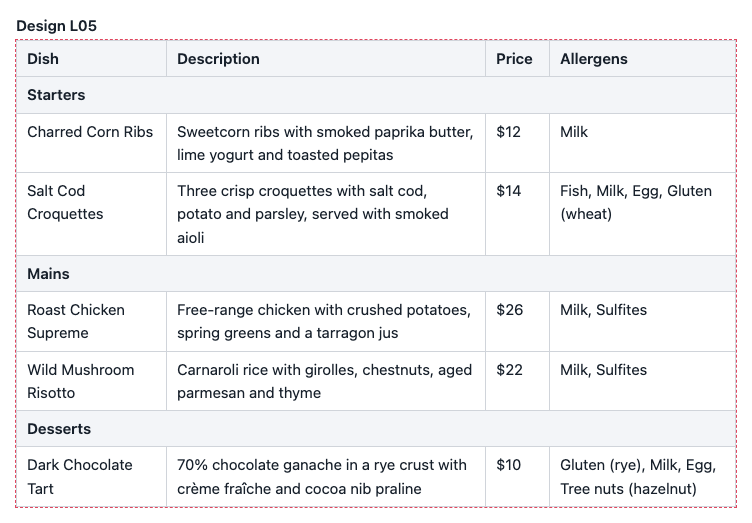 Design L05
Dish Description Price Allergens
Starters
Charred Corn Ribs Sweetcorn ribs with smoked paprika butter, $12 Milk
lime yogurt and toasted pepitas
Salt Cod Three crisp croquettes with salt cod, $14 Fish, Milk, Egg, Gluten
Croquettes potato and parsley, served with smoked (wheat)
aioli
Mains
Roast Chicken Free-range chicken with crushed potatoes, $26 Milk, Sulfites
Supreme spring greens and a tarragon jus
Wild Mushroom Carnaroli rice with girolles, chestnuts, aged $22 Milk, Sulfites
Risotto parmesan and thyme
Desserts
Dark Chocolate 70% chocolate ganache in a rye crust with $10 Gluten (rye), Milk, Egg,
Tart crème fraîche and cocoa nib praline Tree nuts (hazelnut)